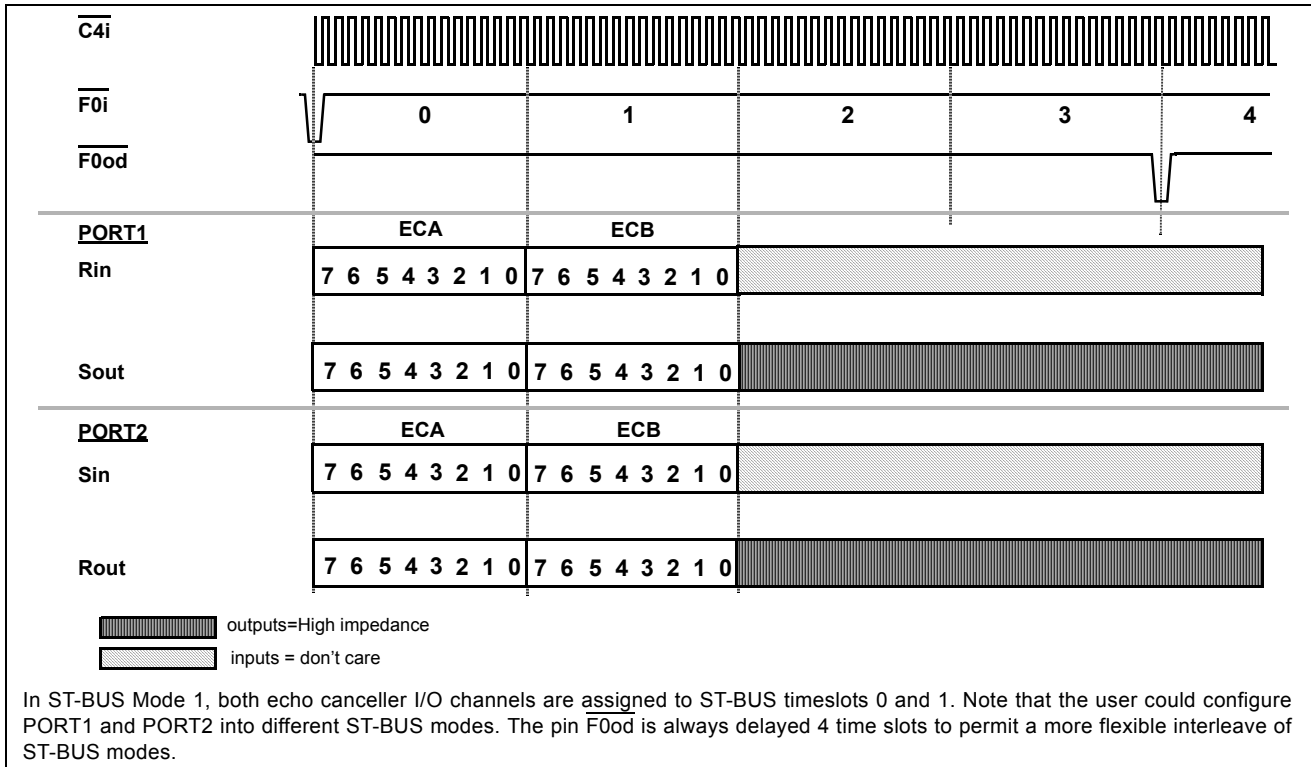 C4i
F0i
0 1 2 3 4
F0od
PORT1 ECA ECB
Rin 7 6 5 4 3 2 1 0 7 6 5 4 3 2 1 0
Sout 7 6 5 4 3 2 1 0 7 6 5 4 3 2 1 0
PORT2 ECA ECB
Sin 7 6 5 4 3 2 1 0 7 6 5 4 3 2 1 0
Rout 7 6 5 4 3 2 1 0 7 6 5 4 3 2 1 0
outputs=High impedance
inputs = don't care
In ST-BUS Mode 1, both echo canceller I/O channels are assigned to ST-BUS timeslots 0 and 1. Note that the user could configure
PORT1 and PORT2 into different ST-BUS modes. The pin F0od is always delayed 4 time slots to permit a more flexible interleave of
ST-BUS modes.